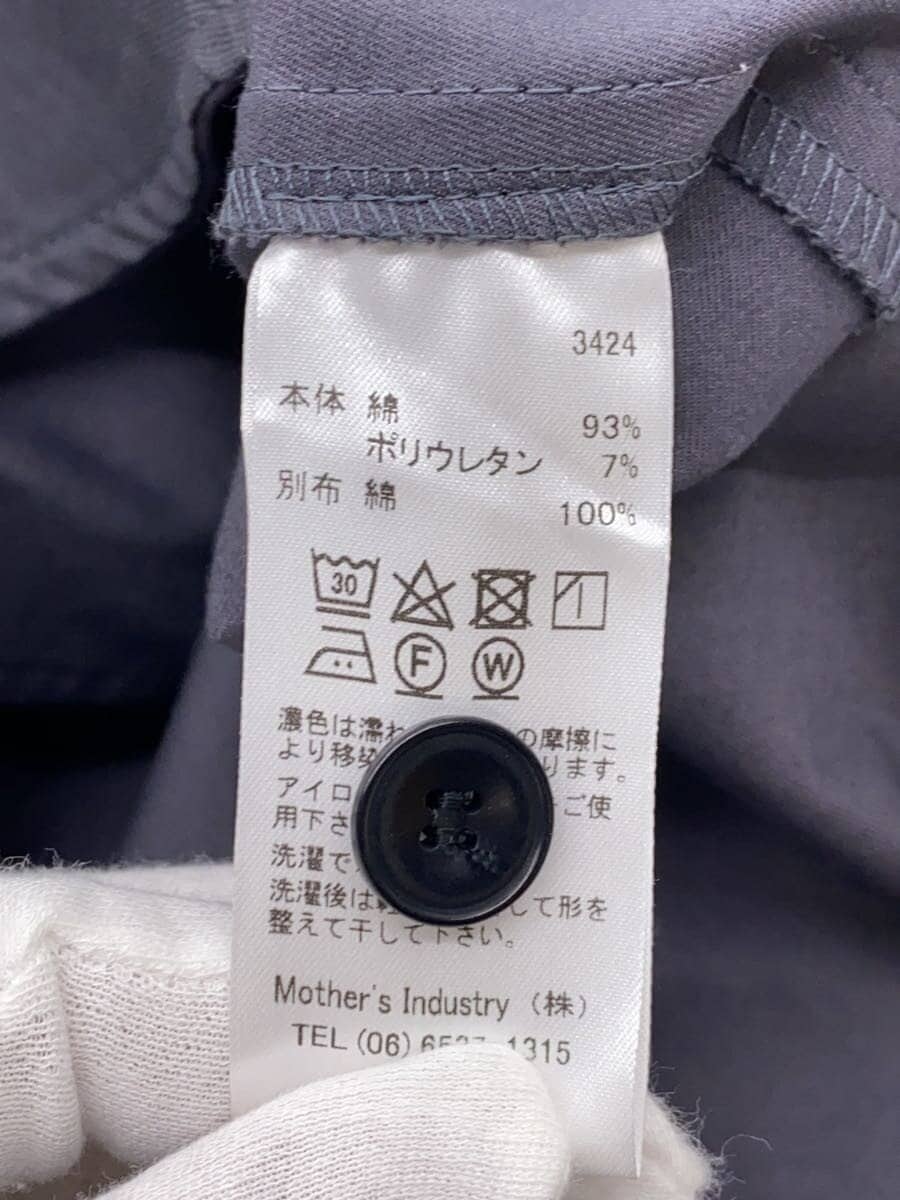 3424
本体 綿 93%
ポリウレタン 7%
別布 綿 100%
30
F W
濃色は濡れ の摩擦に
より移染 ります。
アイロ ご使
用下さ
洗濯で
洗濯後は して形を
整えて干して下さい。
Mother's Industry (株)
TEL (06) 1315